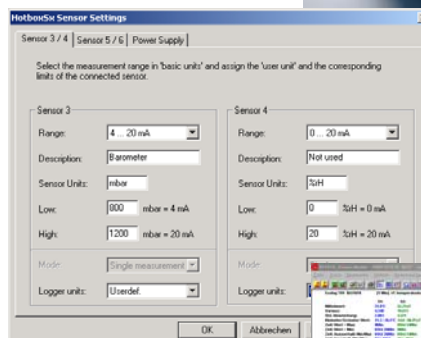 HotboxSx Sensor Settings
Sensor 3 / 4 Sensor 5 / 6 Power Supply
Select the measurement range in 'basic units' and assign the 'user unit' and the corresponding
limits of the connected sensor.
Sensor 3 Sensor 4
Range: 4 ... 20 mA Range: 0 ... 20 mA
Description: Barometer Description: Not used
Sensor Units: mbar Sensor Units: %rH
Low: 800 mbar = 4 mA Low: 0 %rH = 0 mA
High: 1200 mbar = 20 mA High: 20 %rH = 20 mA
Mode: Single measurement Mode:
Logger units: Userdef. Logger units:
OK Abbrechen